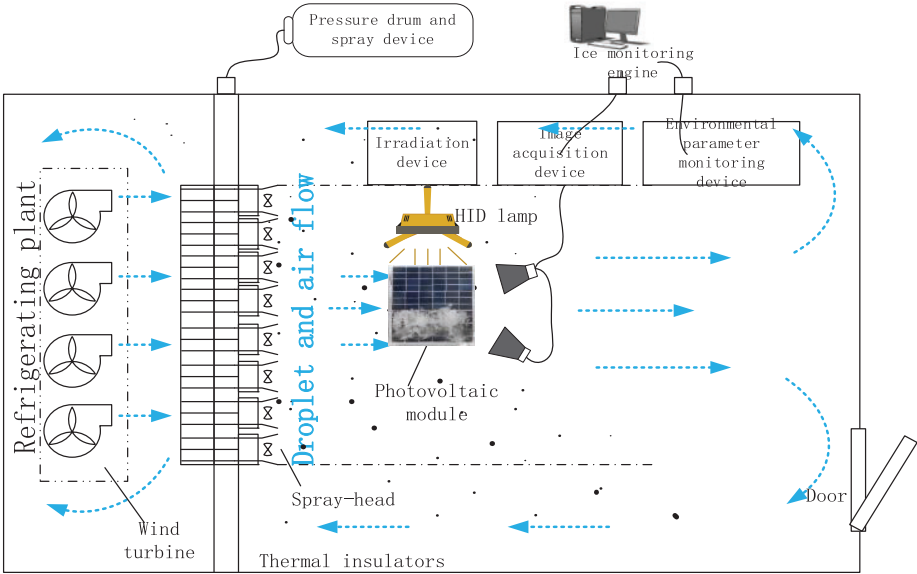 Pressure drum and
spray device
Ice monitoring
engine
Irradiation
device
Image
acquisition
device
Environmental
parameter
monitoring
device
HID lamp
Refrigerating plant
Droplet and air flow
Photovoltaic
module
Spray-head
Wind
turbine
Door
Thermal insulators